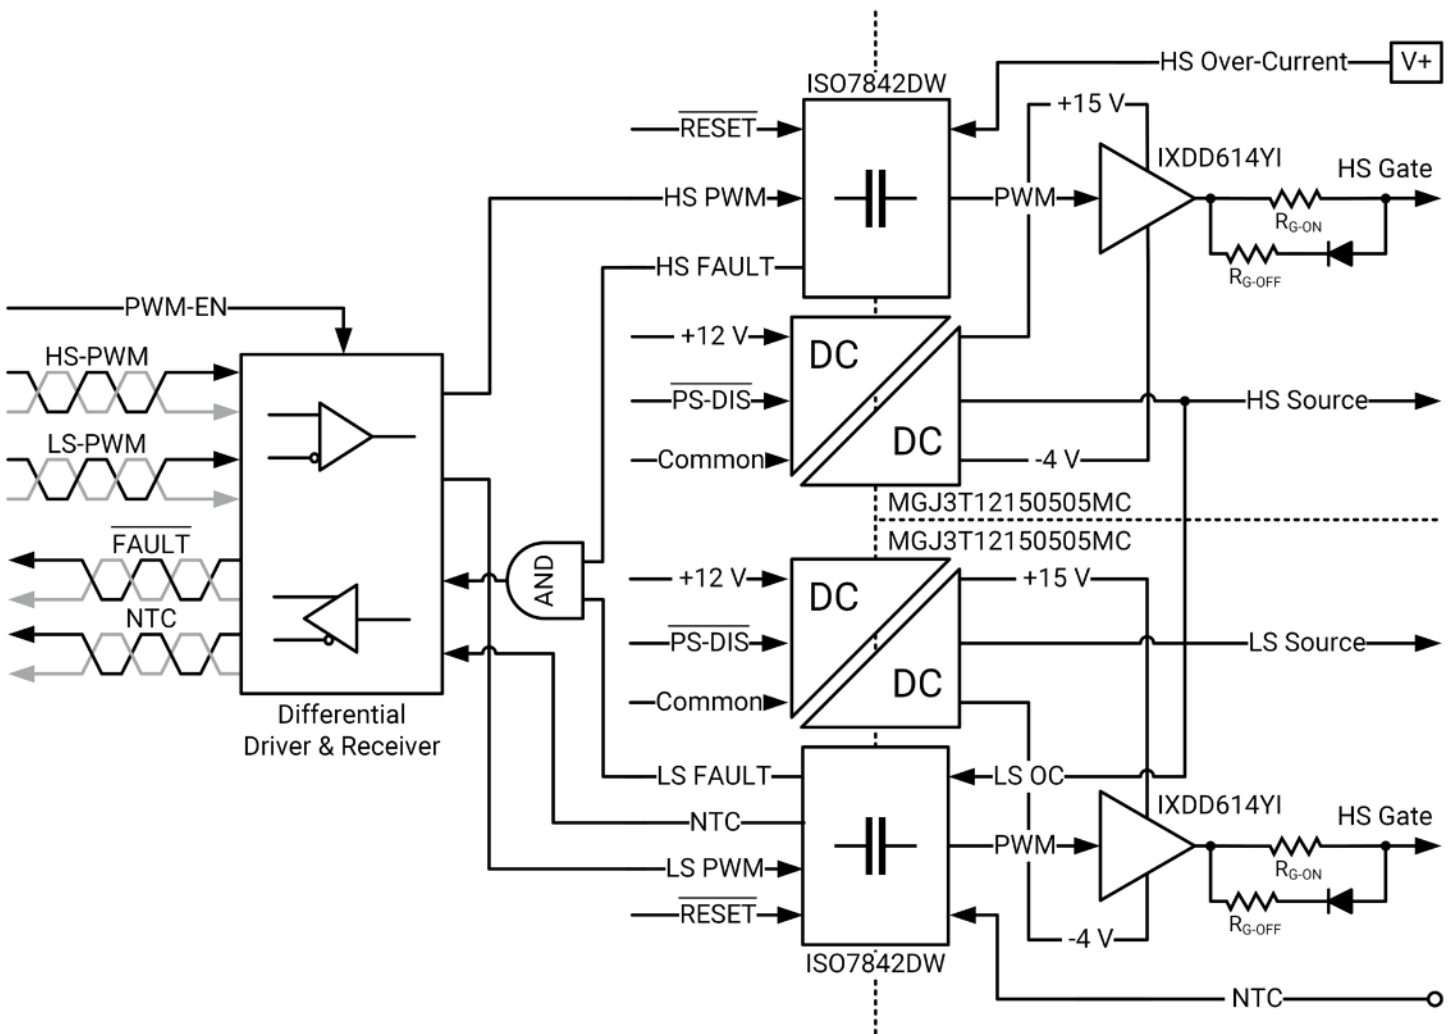 HS Over-Current
V+
ISO7842DW
+15 V
RESET
IXDD614YI
HS Gate
HS PWM
PWM
RG-ON
HS FAULT
RG-OFF
PWM-EN
+12 V
DC
HS-PWM
PS-DIS
HS Source
DC
LS-PWM
Common
-4 V
MGJ3T12150505MC
FAULT
MGJ3T12150505MC
AND
+12 V
DC
+15 V
NTC
PS-DIS
LS Source
DC
Common
Differential
Driver & Receiver
LS FAULT
LS OC
IXDD614YI
HS Gate
NTC
PWM
LS PWM
RG-ON
RESET
RG-OFF
-4 V
ISO7842DW
NTC